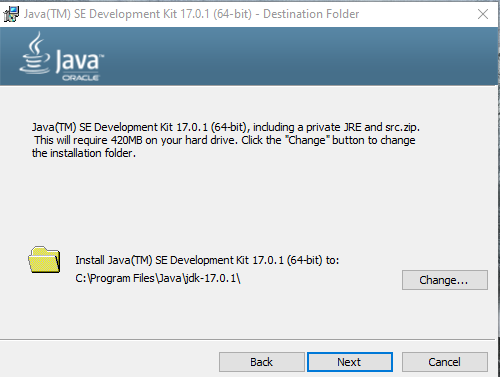 Java(TM) SE Development Kit 17.0.1 (64-bit) - Destination Folder
Java™
ORACLE
Java(TM) SE Development Kit 17.0.1 (64-bit), including a private JRE and src.zip.
This will require 420MB on your hard drive. Click the "Change" button to change
the installation folder.
Install Java(TM) SE Development Kit 17.0.1 (64-bit) to:
C:\Program Files\Java\jdk-17.0.1\
Change...
Back
Next
Cancel